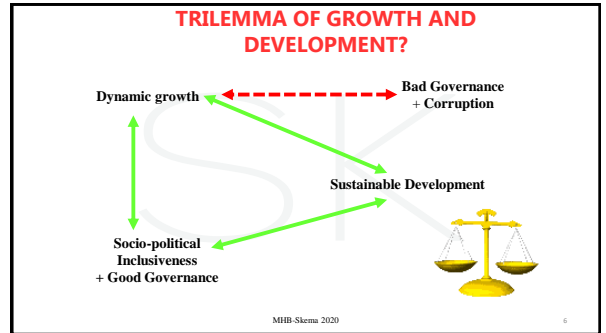 TRILEMMA OF GROWTH AND
DEVELOPMENT?
Dynamic growth
Bad Governance
+ Corruption
Sustainable Development
Socio-political
Inclusiveness
+ Good Governance
MHB-Skema 2020
6
SK